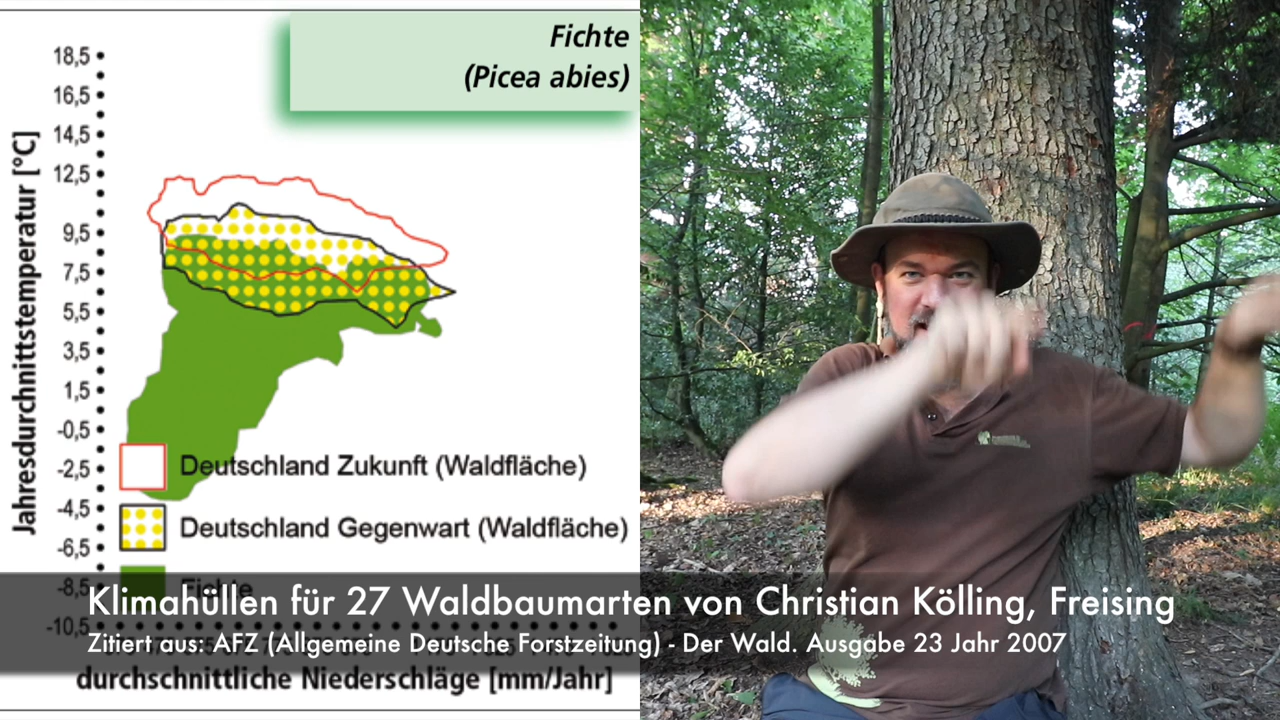 Fichte
(Picea abies)
Jahresdurchnittstemperatur [°C]
18,5
16,5
14,5
12,5
9,5
7,5
5,5
3,5
1,5
-0,5
-2,5
-4,5
-6,5
-8,5
-10,5
Deutschland Zukunft (Waldfläche)
Deutschland Gegenwart (Waldfläche)
Fichte
Klimahüllen für 27 Waldbaumarten von Christian Kölling, Freising
Zitiert aus: AFZ (Allgemeine Deutsche Forstzeitung) - Der Wald. Ausgabe 23 Jahr 2007
durchschnittliche Niederschläge [mm/Jahr]